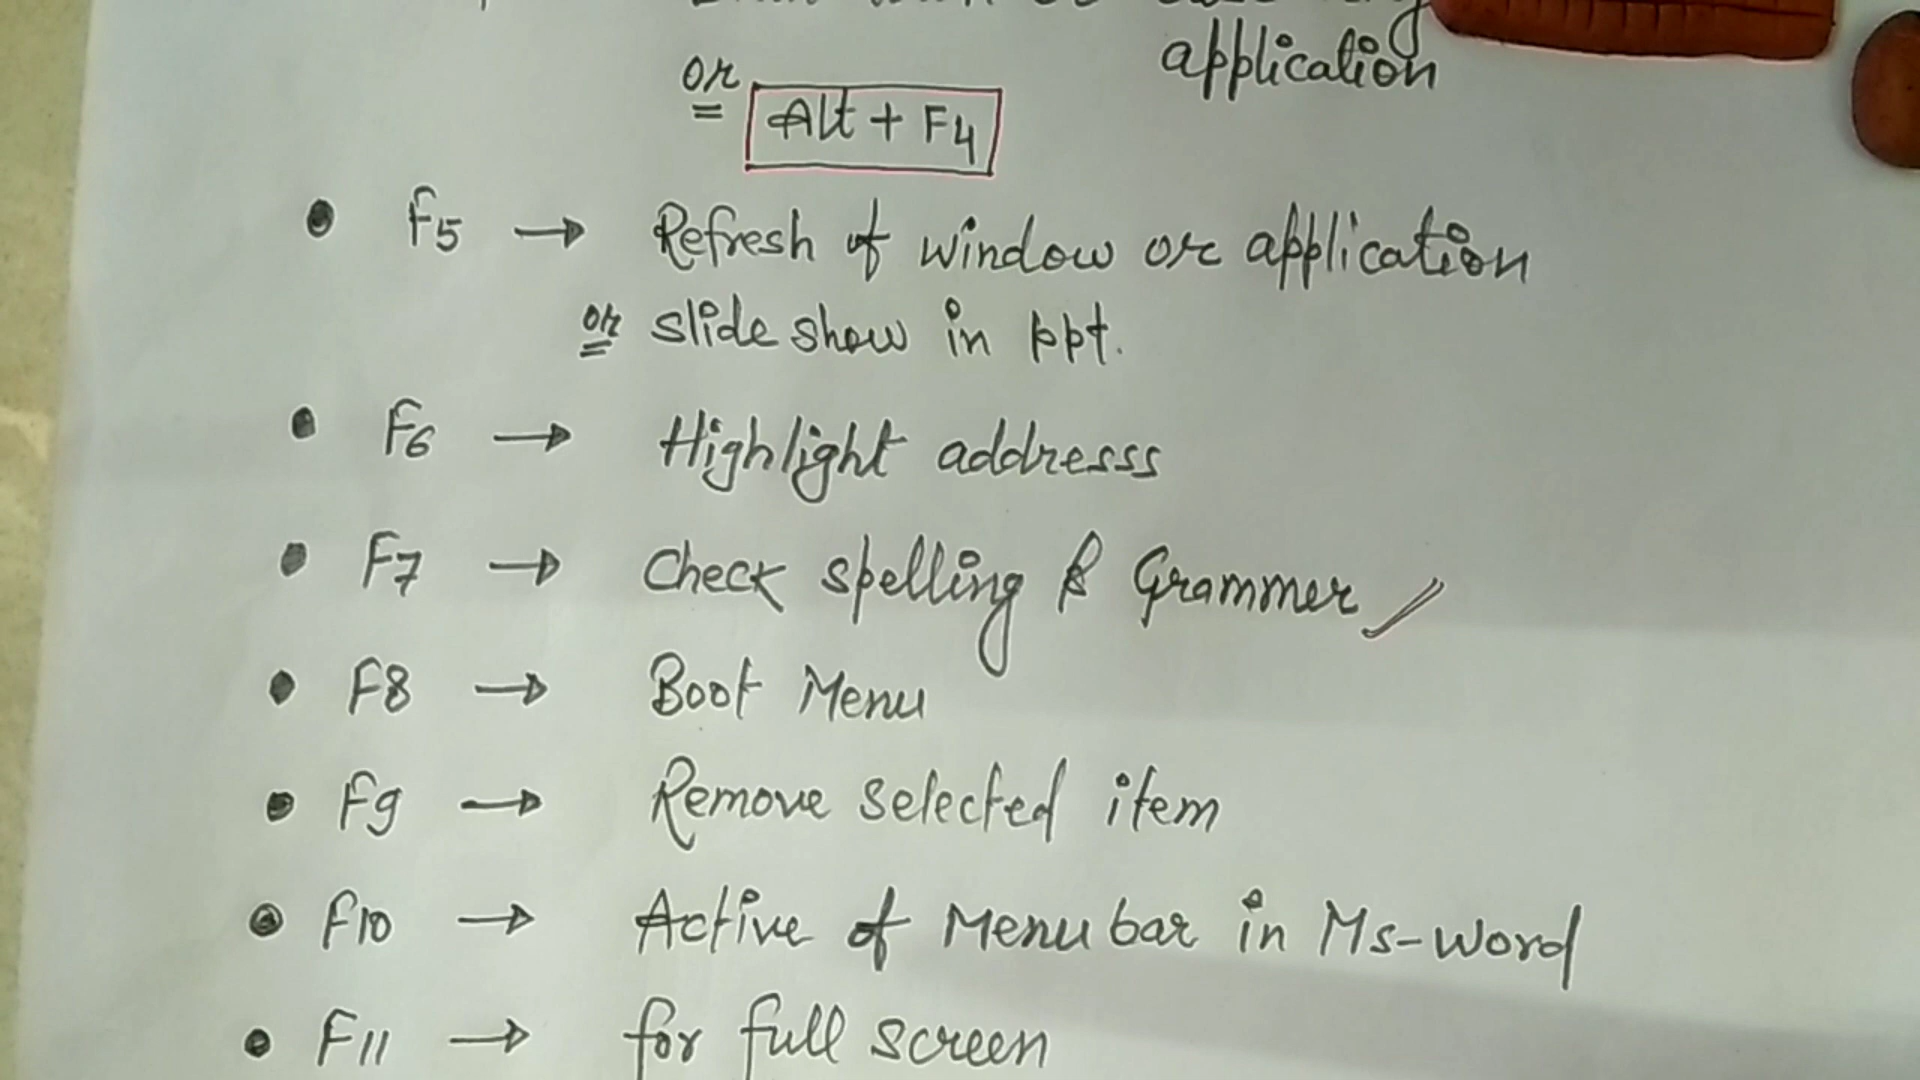 application
or
Alt + F4
• F5 → Refresh of window or application
or slide show in ppt.
• F6 → Highlight addresss
• F7 → Check spelling & Grammer
• F8 → Boot Menu
• F9 → Remove selected item
• F10 → Active of Menu bar in Ms-Word
• F11 → for full screen